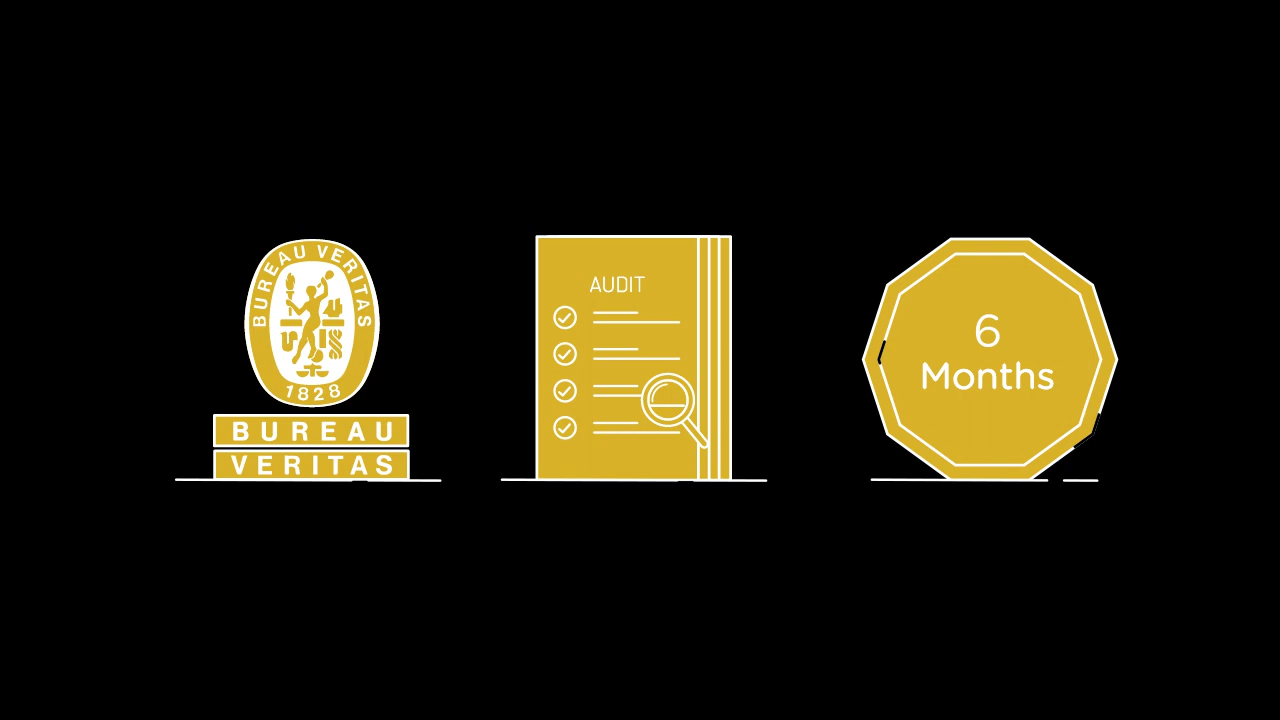 BUREAU VERITAS
1828
BUREAU
VERITAS
AUDIT
6
Months